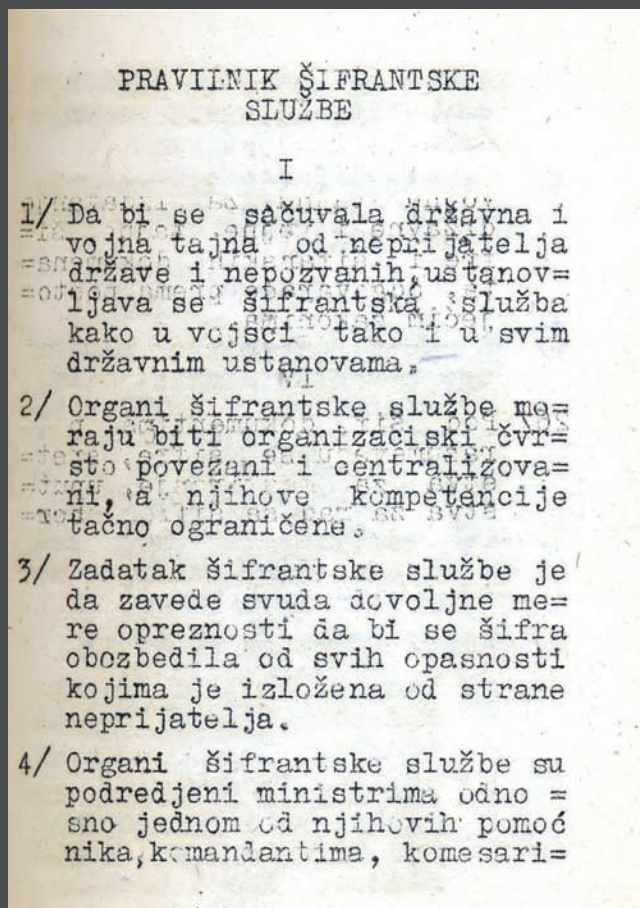 PRAVILNIK ŠIFRANTSKE
SLUŽBE
I
1/ Da bi se sačuvala državna i
vojna tajna od neprijatelja
države i nepozvanih,ustanov=
ljava se šifrantska služba
kako u vojsci tako i u svim
državnim ustanovama.
2/ Organi šifrantske službe mo=
raju biti organizaciski čvr=
sto povezani i centralizova=
ni, a njihove kompetencije
tačno ograničene.
3/ Zadatak šifrantske službe je
da zavede svuda dovoljne me=
re opreznosti da bi se šifra
obozbedila od svih opasnosti
kojima je izložena od strane
neprijatelja.
4/ Organi šifrantske službe su
podredjeni ministrima odno =
sno jednom od njihovih pomoć
nika,komandantima, komesari=